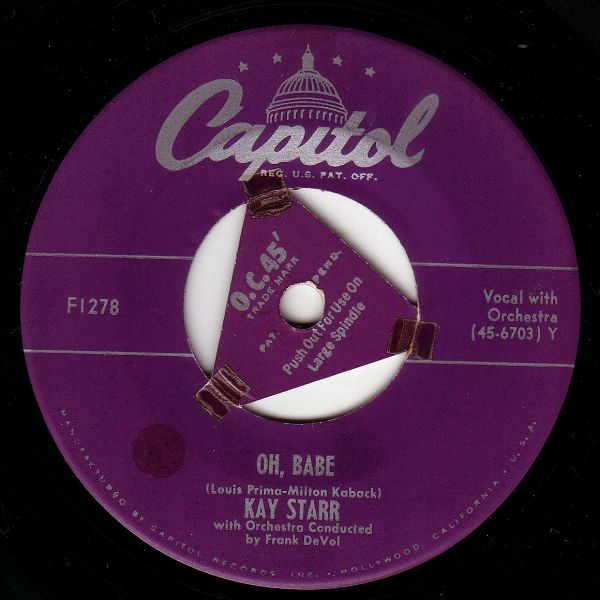 Capitol
REG. U.S. PAT. OFF.
O.C.45'
TRADE MARK
PAT. PEND.
Push Out For Use On
Large Spindle
F1278
Vocal with
Orchestra
(45-6703) Y
OH, BABE
(Louis Prima-Milton Kaback)
KAY STARR
with Orchestra Conducted
by Frank DeVol
MANUFACTURED BY CAPITOL RECORDS, INC., HOLLYWOOD, CALIFORNIA. U.S.A.